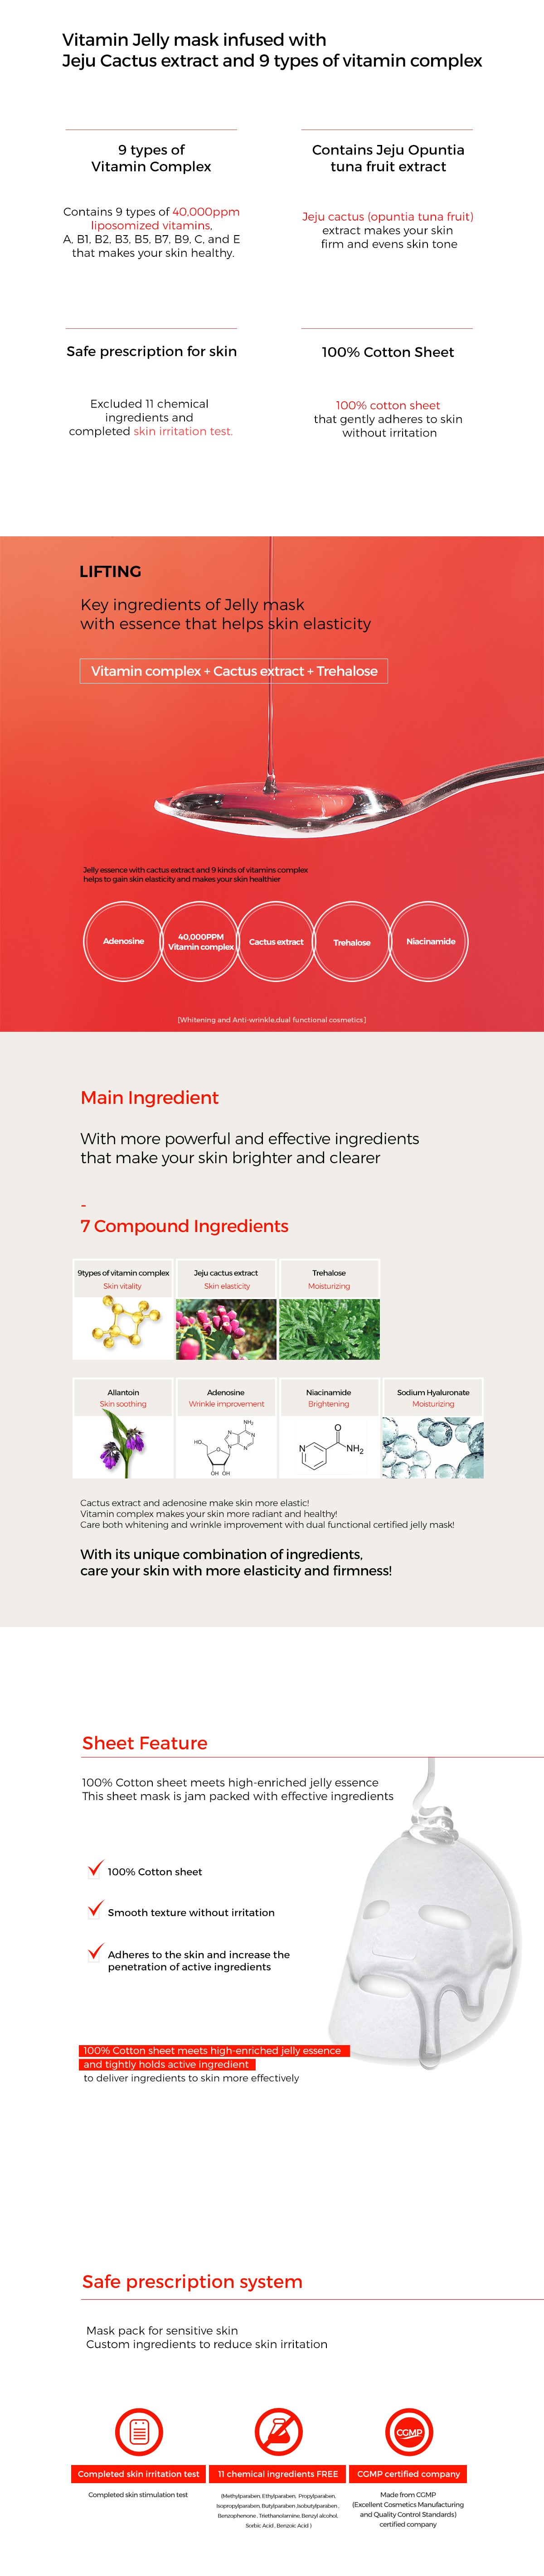 Vitamin Jelly mask infused with
Jeju Cactus extract and 9 types of vitamin complex
9 types of
Vitamin Complex
Contains 9 types of 40,000ppm
liposomized vitamins,
A, B1, B2, B3, B5, B7, B9, C, and E
that makes your skin healthy.
Contains Jeju Opuntia
tuna fruit extract
Jeju cactus (opuntia tuna fruit)
extract makes your skin
firm and evens skin tone
Safe prescription for skin
Excluded 11 chemical
ingredients and
completed skin irritation test.
100% Cotton Sheet
100% cotton sheet
that gently adheres to skin
without irritation
LIFTING
Key ingredients of Jelly mask
with essence that helps skin elasticity
Vitamin complex + Cactus extract + Trehalose
Jelly essence with cactus extract and 9 kinds of vitamins complex
helps to gain skin elasticity and makes your skin healthier
Adenosine
40,000PPM
Vitamin complex
Cactus extract
Trehalose
Niacinamide
[Whitening and Anti-wrinkle.dual functional cosmetics]
Main Ingredient
With more powerful and effective ingredients
that make your skin brighter and clearer
-
7 Compound Ingredients
9types of vitamin complex
Skin vitality
Jeju cactus extract
Skin elasticity
Trehalose
Moisturizing
Allantoin
Skin soothing
Adenosine
Wrinkle improvement
Niacinamide
Brightening
Sodium Hyaluronate
Moisturizing
NH2
N
N
N
N
HO
O
OH OH
O
N
NH2
Cactus extract and adenosine make skin more elastic!
Vitamin complex makes your skin more radiant and healthy!
Care both whitening and wrinkle improvement with dual functional certified jelly mask!
With its unique combination of ingredients,
care your skin with more elasticity and firmness!
Sheet Feature
100% Cotton sheet meets high-enriched jelly essence
This sheet mask is jam packed with effective ingredients
100% Cotton sheet
Smooth texture without irritation
Adheres to the skin and increase the
penetration of active ingredients
100% Cotton sheet meets high-enriched jelly essence
and tightly holds active ingredient
to deliver ingredients to skin more effectively
Safe prescription system
Mask pack for sensitive skin
Custom ingredients to reduce skin irritation
CGMP
Completed skin irritation test
Completed skin stimulation test
11 chemical ingredients FREE
(Methylparaben, Ethylparaben, Propylparaben,
Isopropylparaben, Butylparaben ,Isobutylparaben ,
Benzophenone , Triethanolamine, Benzyl alcohol,
Sorbic Acid , Benzoic Acid )
CGMP certified company
Made from CGMP
(Excellent Cosmetics Manufacturing
and Quality Control Standards)
certified company